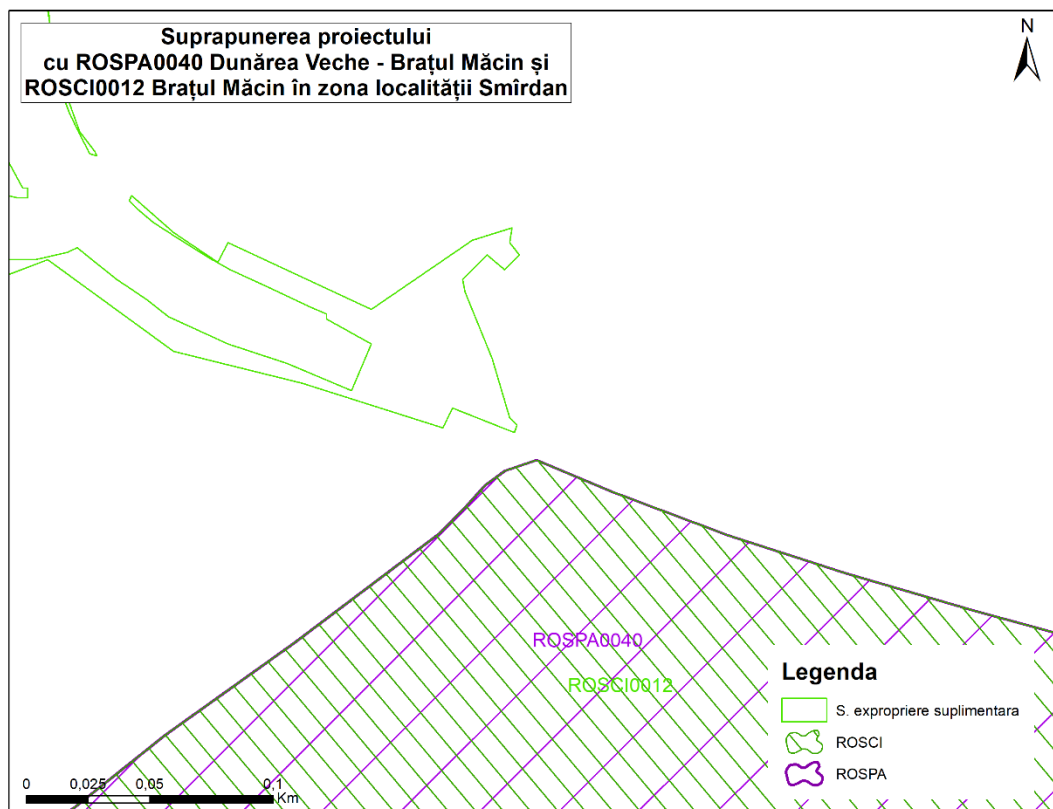 Suprapunerea proiectului
cu ROSPA0040 Dunărea Veche - Brațul Măcin și
ROSCI0012 Brațul Măcin în zona localității Smîrdan
N
ROSPA0040
ROSCI0012
Legenda
S. expropriere suplimentara
ROSCI
ROSPA
0 0,025 0,05 0,1
Km